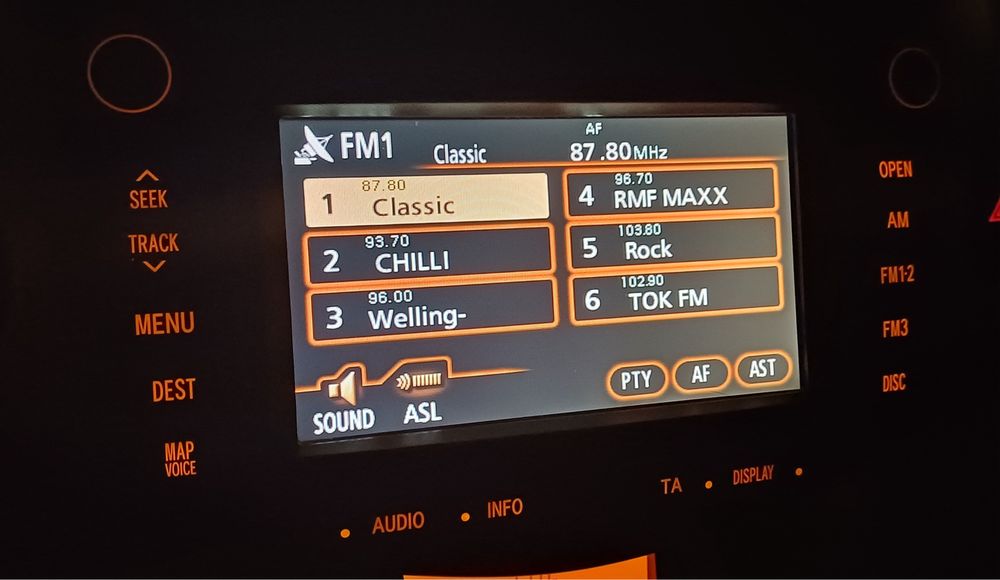 FM1
Classic
AF
87.80MHz
1
87.80
Classic
2
93.70
CHILLI
3
96.00
Welling-
4
96.70
RMF MAXX
5
103.80
Rock
6
102.90
TOK FM
SOUND
ASL
PTY
AF
AST
SEEK
TRACK
MENU
DEST
MAP
VOICE
OPEN
AM
FM1·2
FM3
DISC
AUDIO
INFO
TA
DISPLAY